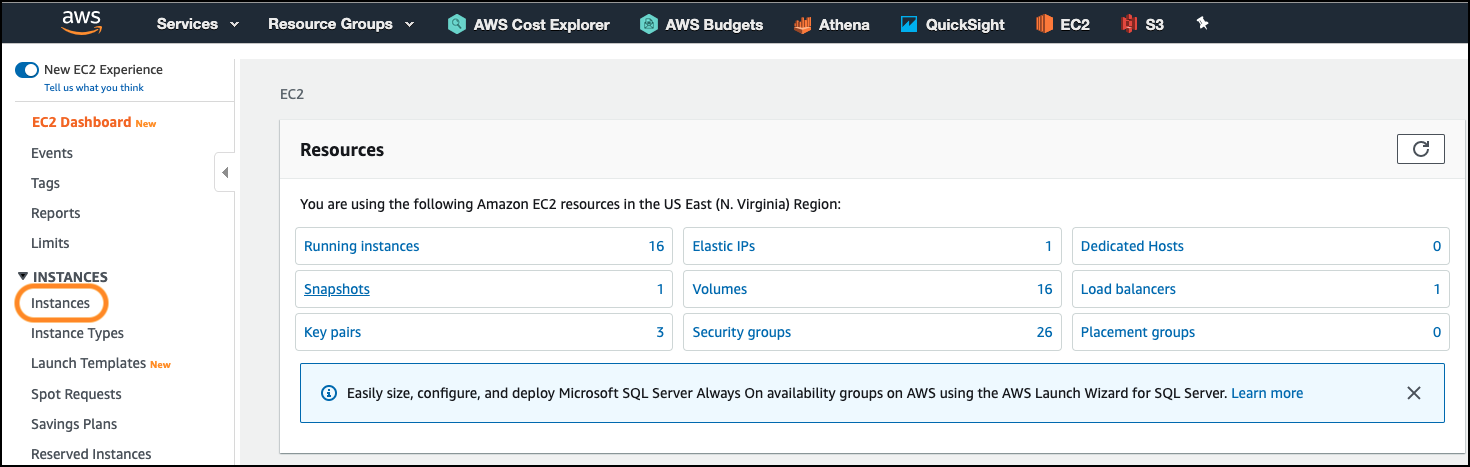 aws Services Resource Groups AWS Cost Explorer AWS Budgets Athena QuickSight EC2 S3
New EC2 Experience
Tell us what you think
EC2 Dashboard New
Events
Tags
Reports
Limits
INSTANCES
Instances
Instance Types
Launch Templates New
Spot Requests
Savings Plans
Reserved Instances
EC2
Resources
You are using the following Amazon EC2 resources in the US East (N. Virginia) Region:
Running instances 16 Elastic IPs 1 Dedicated Hosts 0
Snapshots 1 Volumes 16 Load balancers 1
Key pairs 3 Security groups 26 Placement groups 0
Easily size, configure, and deploy Microsoft SQL Server Always On availability groups on AWS using the AWS Launch Wizard for SQL Server. Learn more